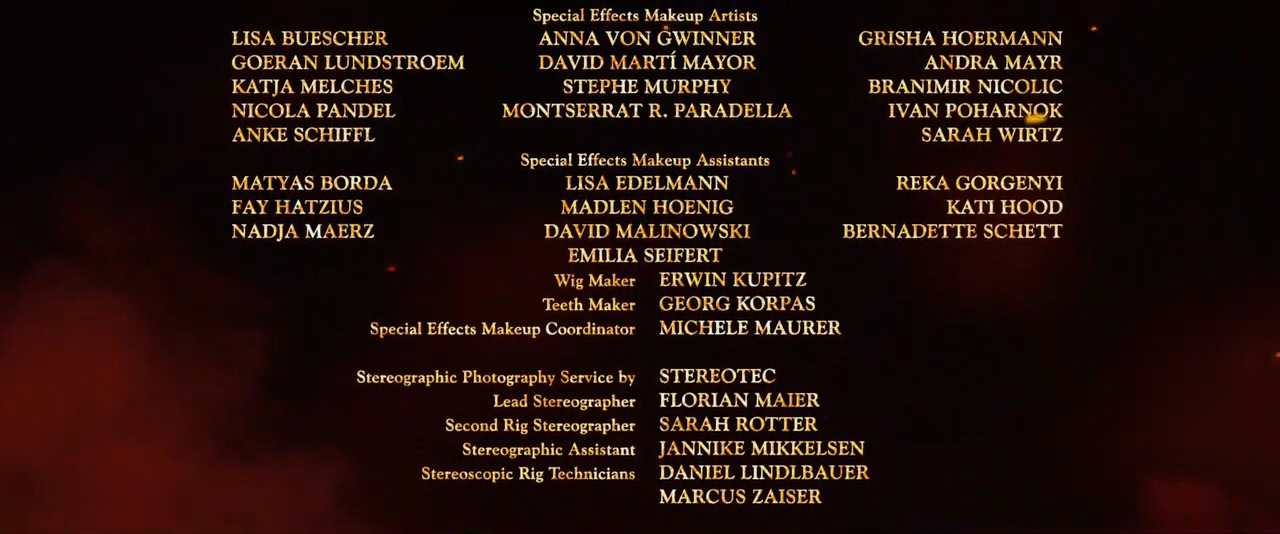 Special Effects Makeup Artists
LISA BUESCHER ANNA VON GWINNER GRISHA HOERMANN
GOERAN LUNDSTROEM DAVID MARTÍ MAYOR ANDRA MAYR
KATJA MELCHES STEPHE MURPHY BRANIMIR NICOLIC
NICOLA PANDEL MONTSERRAT R. PARADELLA IVAN POHARNOK
ANKE SCHIFFL SARAH WIRTZ
Special Effects Makeup Assistants
MATYAS BORDA LISA EDELMANN REKA GORGENYI
FAY HATZIUS MADLEN HOENIG KATI HOOD
NADJA MAERZ DAVID MALINOWSKI BERNADETTE SCHETT
EMILIA SEIFERT
Wig Maker ERWIN KUPITZ
Teeth Maker GEORG KORPAS
Special Effects Makeup Coordinator MICHELE MAURER
Stereographic Photography Service by STEREOTEC
Lead Stereographer FLORIAN MAIER
Second Rig Stereographer SARAH ROTTER
Stereographic Assistant JANNIKE MIKKELSEN
Stereoscopic Rig Technicians DANIEL LINDLBAUER
MARCUS ZAISER